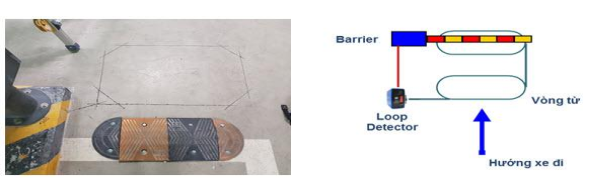 Barrier
Vòng từ
Loop
Detector
Hướng xe đi